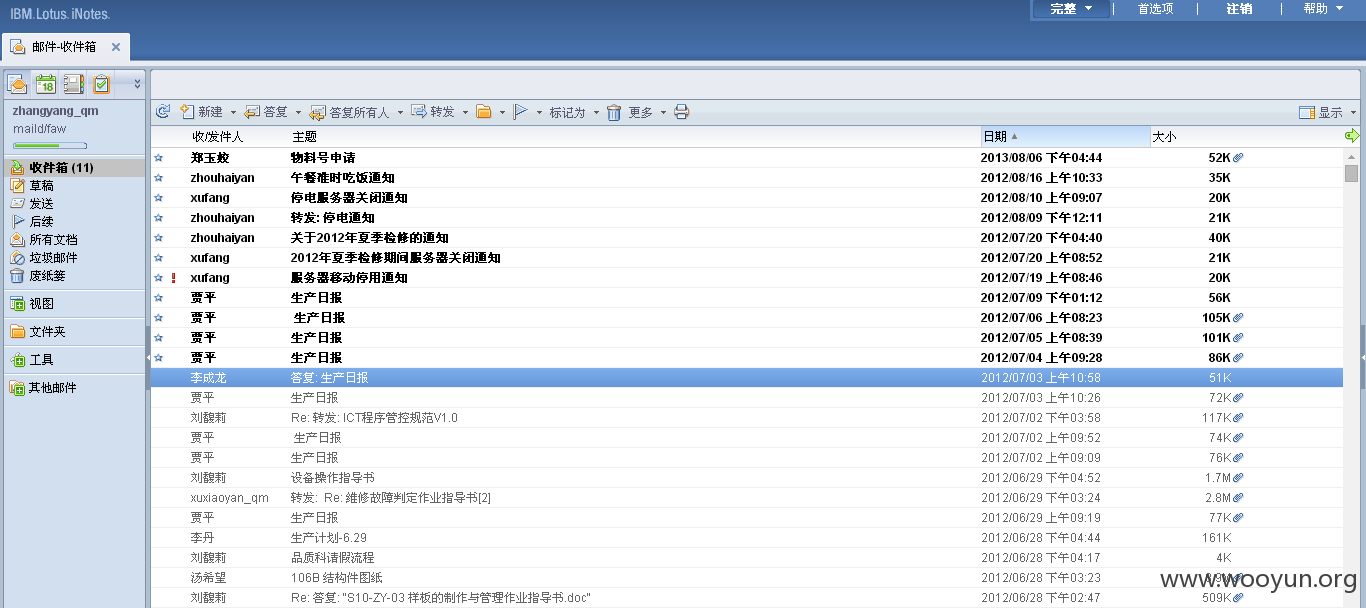 IBM.Lotus.iNotes.
完整 首选项 注销 帮助
邮件-收件箱
18
zhangyang_qm
maild/faw
收件箱 (11)
草稿
发送
后续
所有文档
垃圾邮件
废纸篓
视图
文件夹
工具
其他邮件
新建 答复 答复所有人 转发 标记为 更多 显示
收/发件人 主题 日期 大小
郑玉姣 物料号申请 2013/08/06 下午04:44 52K
zhouhaiyan 午餐准时吃饭通知 2012/08/16 上午10:33 35K
xufang 停电服务器关闭通知 2012/08/10 上午09:07 20K
zhouhaiyan 转发: 停电通知 2012/08/09 下午12:11 21K
zhouhaiyan 关于2012年夏季检修的通知 2012/07/20 下午04:40 40K
xufang 2012年夏季检修期间服务器关闭通知 2012/07/20 上午08:52 21K
xufang 服务器移动停用通知 2012/07/19 上午08:46 20K
贾平 生产日报 2012/07/09 下午01:12 56K
贾平 生产日报 2012/07/06 上午08:23 105K
贾平 生产日报 2012/07/05 上午08:39 101K
贾平 生产日报 2012/07/04 上午09:28 86K
李成龙 答复: 生产日报 2012/07/03 上午10:58 51K
贾平 生产日报 2012/07/03 上午10:26 72K
刘馥莉 Re: 转发: ICT程序管控规范V1.0 2012/07/02 下午03:58 117K
贾平 生产日报 2012/07/02 上午09:52 74K
贾平 生产日报 2012/07/02 上午09:09 76K
刘馥莉 设备操作指导书 2012/06/29 下午04:52 1.7M
xuxiaoyan_qm 转发: Re: 维修故障判定作业指导书[2] 2012/06/29 下午03:24 2.8M
贾平 生产日报 2012/06/29 上午09:19 77K
李丹 生产计划-6.29 2012/06/28 下午04:44 161K
刘馥莉 品质科请假流程 2012/06/28 下午04:17 4K
汤希望 106B 结构件图纸 2012/06/28 下午03:23
www.wooyun.org
刘馥莉 Re: 答复: "S10-ZY-03 样板的制作与管理作业指导书.doc" 2012/06/28 下午02:47 509K